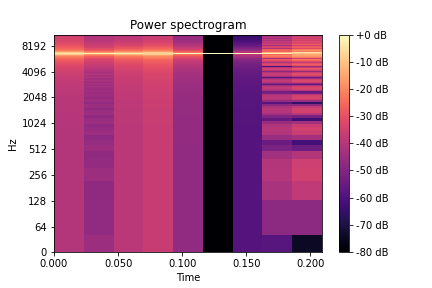 Power spectrogram
8192
4096
2048
1024
512
256
128
64
0
Hz
0.000 0.050 0.100 0.150 0.200
Time
+0 dB
-10 dB
-20 dB
-30 dB
-40 dB
-50 dB
-60 dB
-70 dB
-80 dB